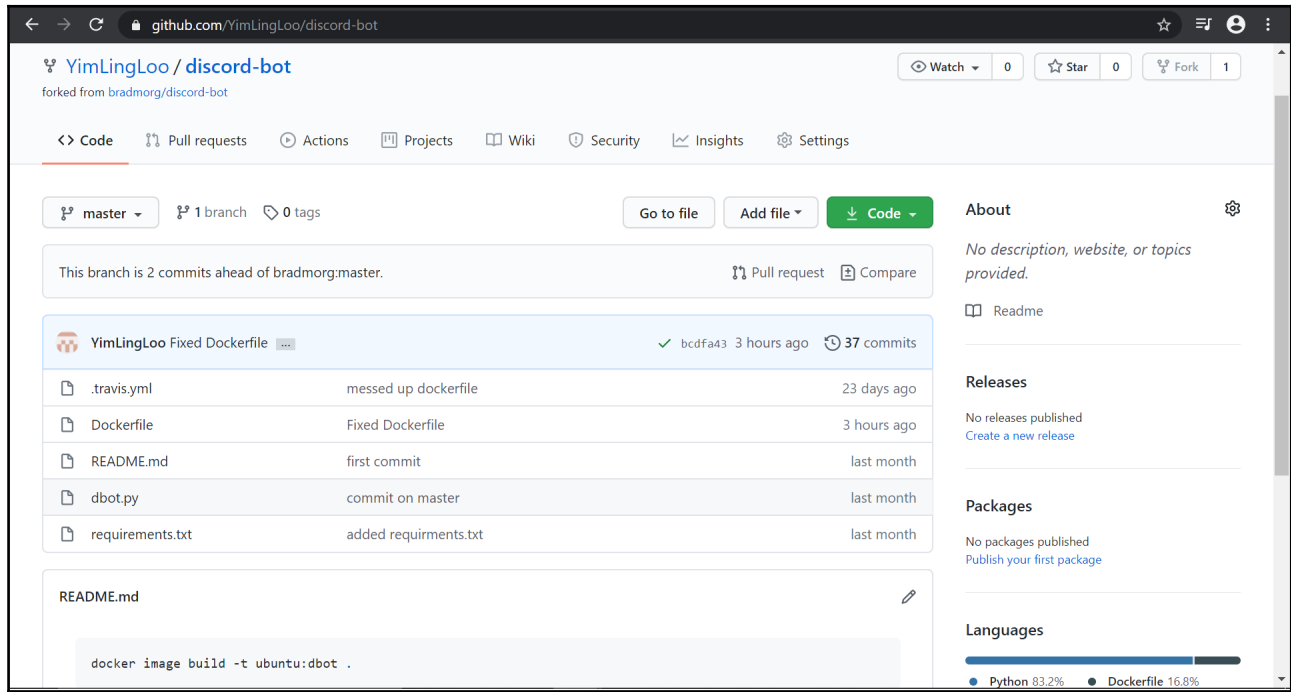 github.com/YimLingLoo/discord-bot
YimLingLoo / discord-bot
Watch 0 Star 0 Fork 1
forked from bradmorg/discord-bot
Code Pull requests Actions Projects Wiki Security Insights Settings
master 1 branch 0 tags Go to file Add file Code
This branch is 2 commits ahead of bradmorg:master. Pull request Compare
YimLingLoo Fixed Dockerfile ... bcdfa43 3 hours ago 37 commits
.travis.yml messed up dockerfile 23 days ago
Dockerfile Fixed Dockerfile 3 hours ago
README.md first commit last month
dbot.py commit on master last month
requirements.txt added requirments.txt last month
README.md
docker image build -t ubuntu:dbot .
About
No description, website, or topics
provided.
Readme
Releases
No releases published
Create a new release
Packages
No packages published
Publish your first package
Languages
Python 83.2% Dockerfile 16.8%